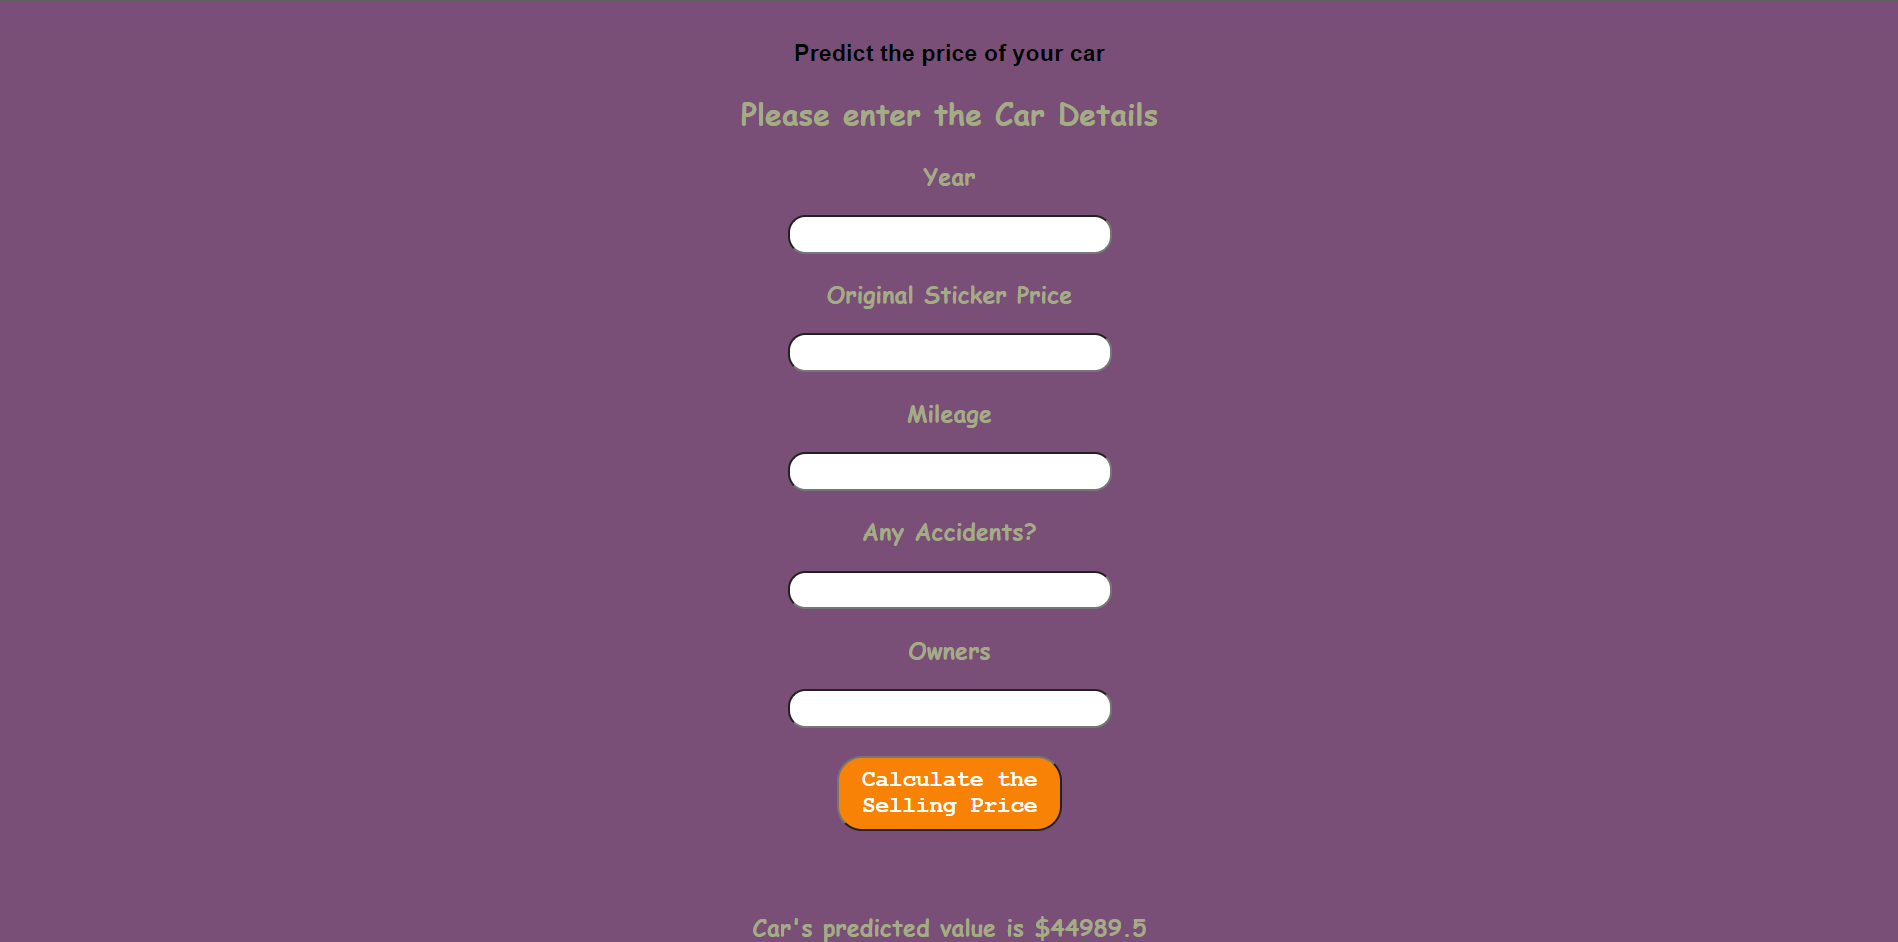 Predict the price of your car
Please enter the Car Details
Year
Original Sticker Price
Mileage
Any Accidents?
Owners
Calculate the
Selling Price
Car's predicted value is $44989.5